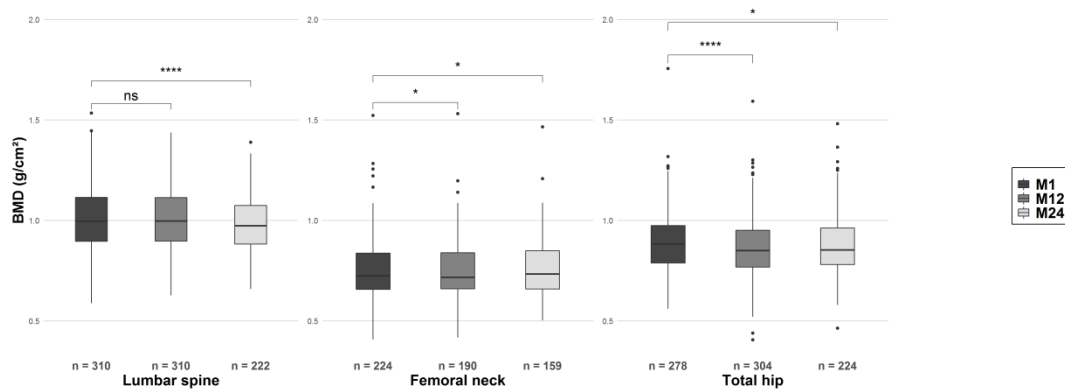 2.0
1.5
1.0
0.5
BMD (g/cm²)
ns
****
n = 310
n = 310
n = 222
Lumbar spine
2.0
1.5
1.0
0.5
*
*
n = 224
n = 190
n = 159
Femoral neck
2.0
1.5
1.0
0.5
*
****
n = 278
n = 304
n = 224
Total hip
M1
M12
M24